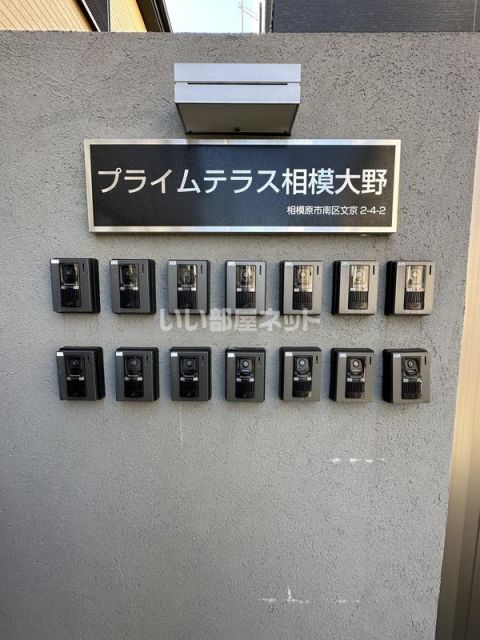 プライムテラス相模大野
相模原市南区文京 2-4-2
いい部屋ネット